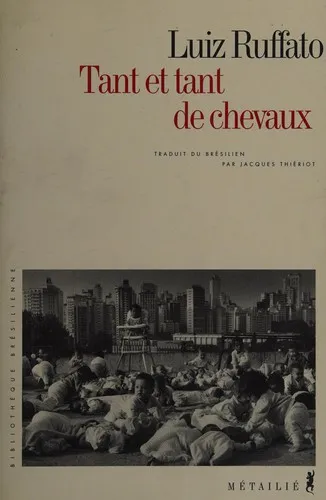 Luiz Ruffato
Tant et tant
de chevaux
TRADUIT DU BRÉSILIEN
PAR JACQUES THIÉRIOT
BIBLIOTHÈQUE BRÉSILIENNE
MÉTAILIÉ